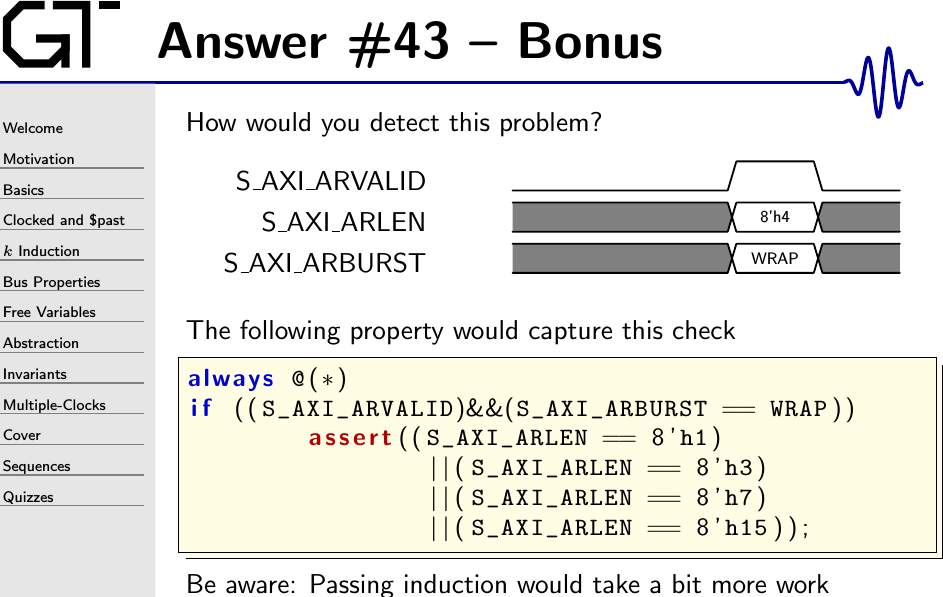 GT
Answer #43 – Bonus
Welcome
Motivation
Basics
Clocked and $past
k Induction
Bus Properties
Free Variables
Abstraction
Invariants
Multiple-Clocks
Cover
Sequences
Quizzes
How would you detect this problem?
S_AXI_ARVALID
S_AXI_ARLEN 8'h4
S_AXI_ARBURST WRAP
The following property would capture this check
always @(*)
if ((S_AXI_ARVALID)&&(S_AXI_ARBURST == WRAP))
assert((S_AXI_ARLEN == 8'h1)
||(S_AXI_ARLEN == 8'h3)
||(S_AXI_ARLEN == 8'h7)
||(S_AXI_ARLEN == 8'h15));
Be aware: Passing induction would take a bit more work